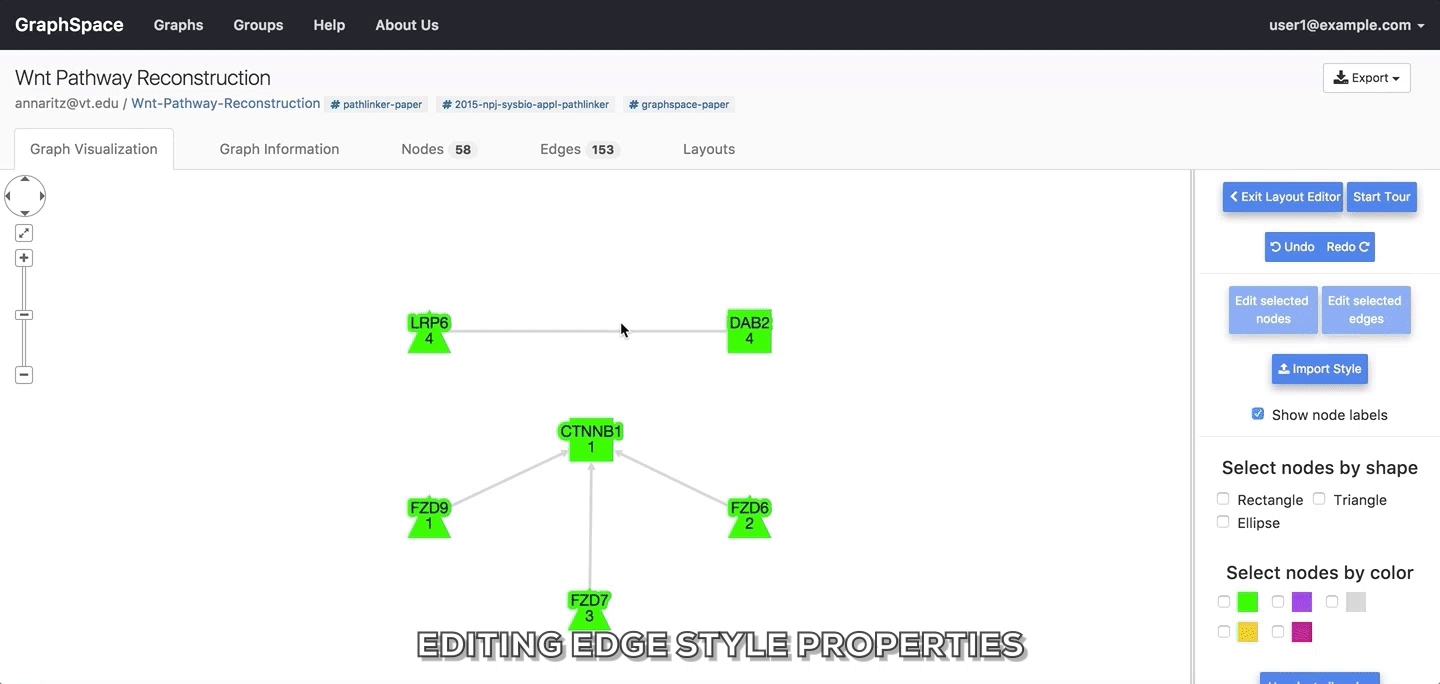 GraphSpace Graphs Groups Help About Us user1@example.com
Wnt Pathway Reconstruction
Export
annaritz@vt.edu / Wnt-Pathway-Reconstruction # pathlinker-paper # 2015-npj-sysbio-appl-pathlinker # graphspace-paper
Graph Visualization Graph Information Nodes 58 Edges 153 Layouts
Exit Layout Editor Start Tour
Undo Redo
Edit selected nodes
Edit selected edges
Import Style
Show node labels
Select nodes by shape
Rectangle Triangle
Ellipse
Select nodes by color
LRP6
4
DAB2
4
CTNNB1
1
FZD9
1
FZD6
2
FZD7
3
EDITING EDGE STYLE PROPERTIES